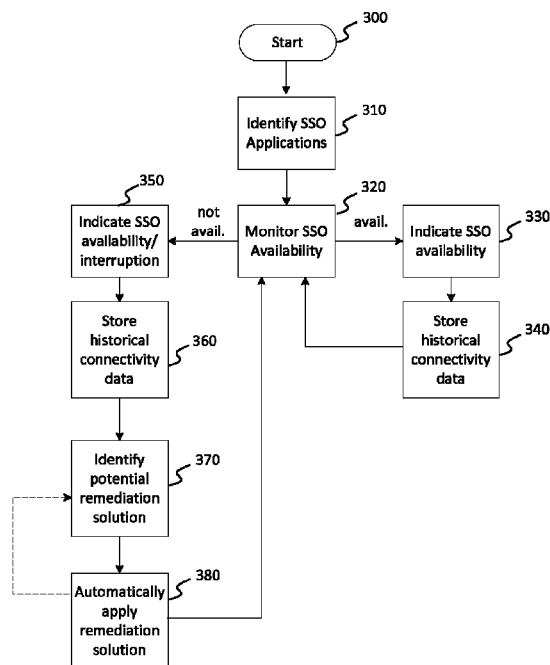 300
Start
310
Identify SSO
Applications
350
320
330
Indicate SSO
availability/
interruption
not
avail.
Monitor SSO
Availability
avail.
Indicate SSO
availability
Store
historical
connectivity
data
360
Store
historical
connectivity
data
340
Identify
potential
remediation
solution
370
Automatically
apply
remediation
solution
380